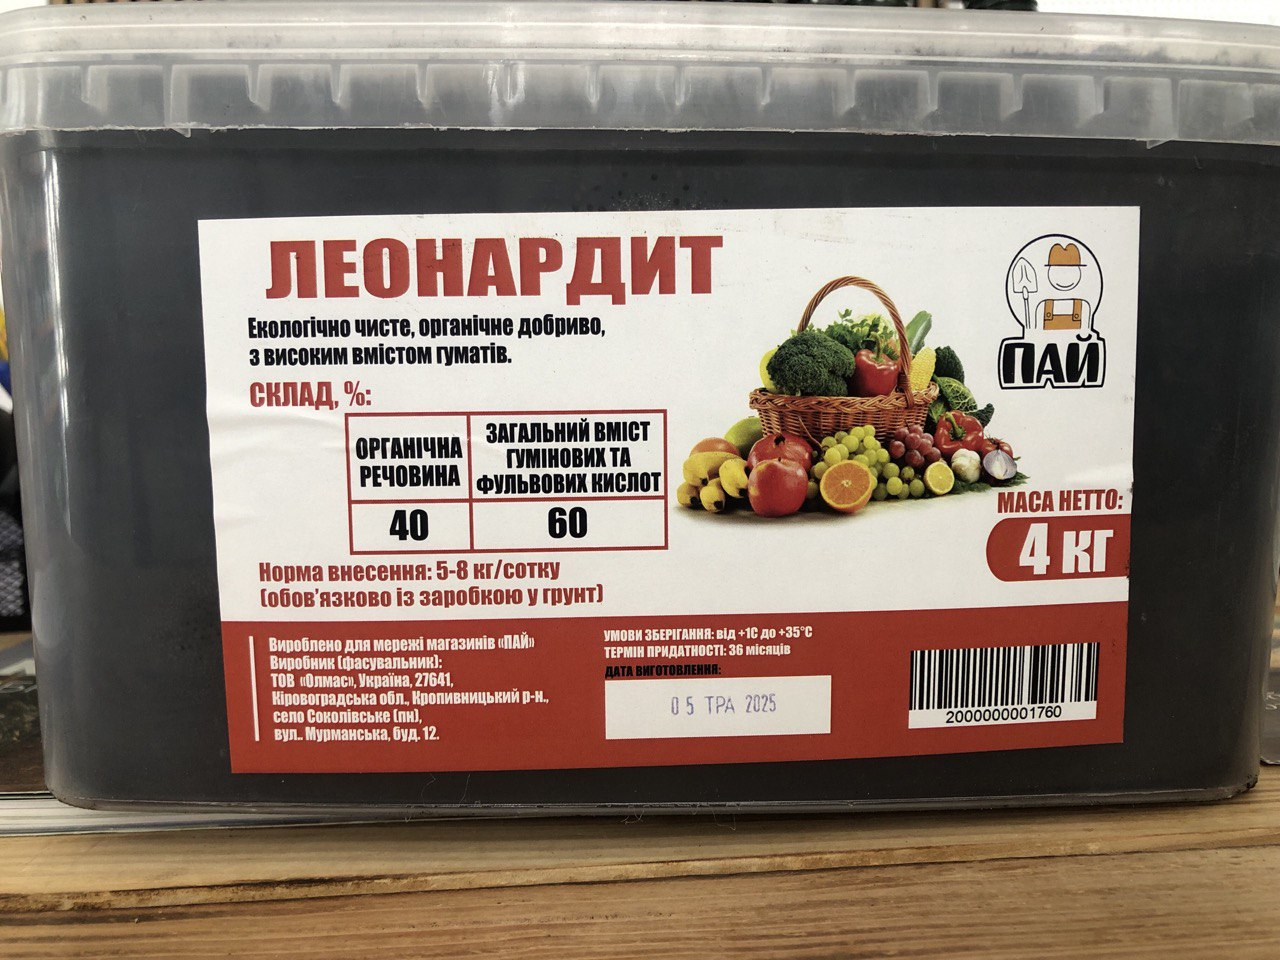 ЛЕОНАРДИТ
Екологічно чисте, органічне добриво,
з високим вмістом гуматів.
СКЛАД, %:
ОРГАНІЧНА
РЕЧОВИНА
ЗАГАЛЬНИЙ ВМІСТ
ГУМІНОВИХ ТА
ФУЛЬВОВИХ КИСЛОТ
40
60
Норма внесення: 5-8 кг/сотку
(обов’язково із заробкою у грунт)
ПАЙ
МАСА НЕТТО:
4 КГ
Вироблено для мережі магазинів «ПАЙ»
Виробник (фасувальник):
ТОВ «Олмас», Україна, 27641,
Кіровоградська обл., Кропивницький р-н.,
село Соколівське (пн),
вул.. Мурманська, буд. 12.
УМОВИ ЗБЕРІГАННЯ: від +1С до +35°С
ТЕРМІН ПРИДАТНОСТІ: 36 місяців
ДАТА ВИГОТОВЛЕННЯ:
05 ТРА 2025
2000000001760